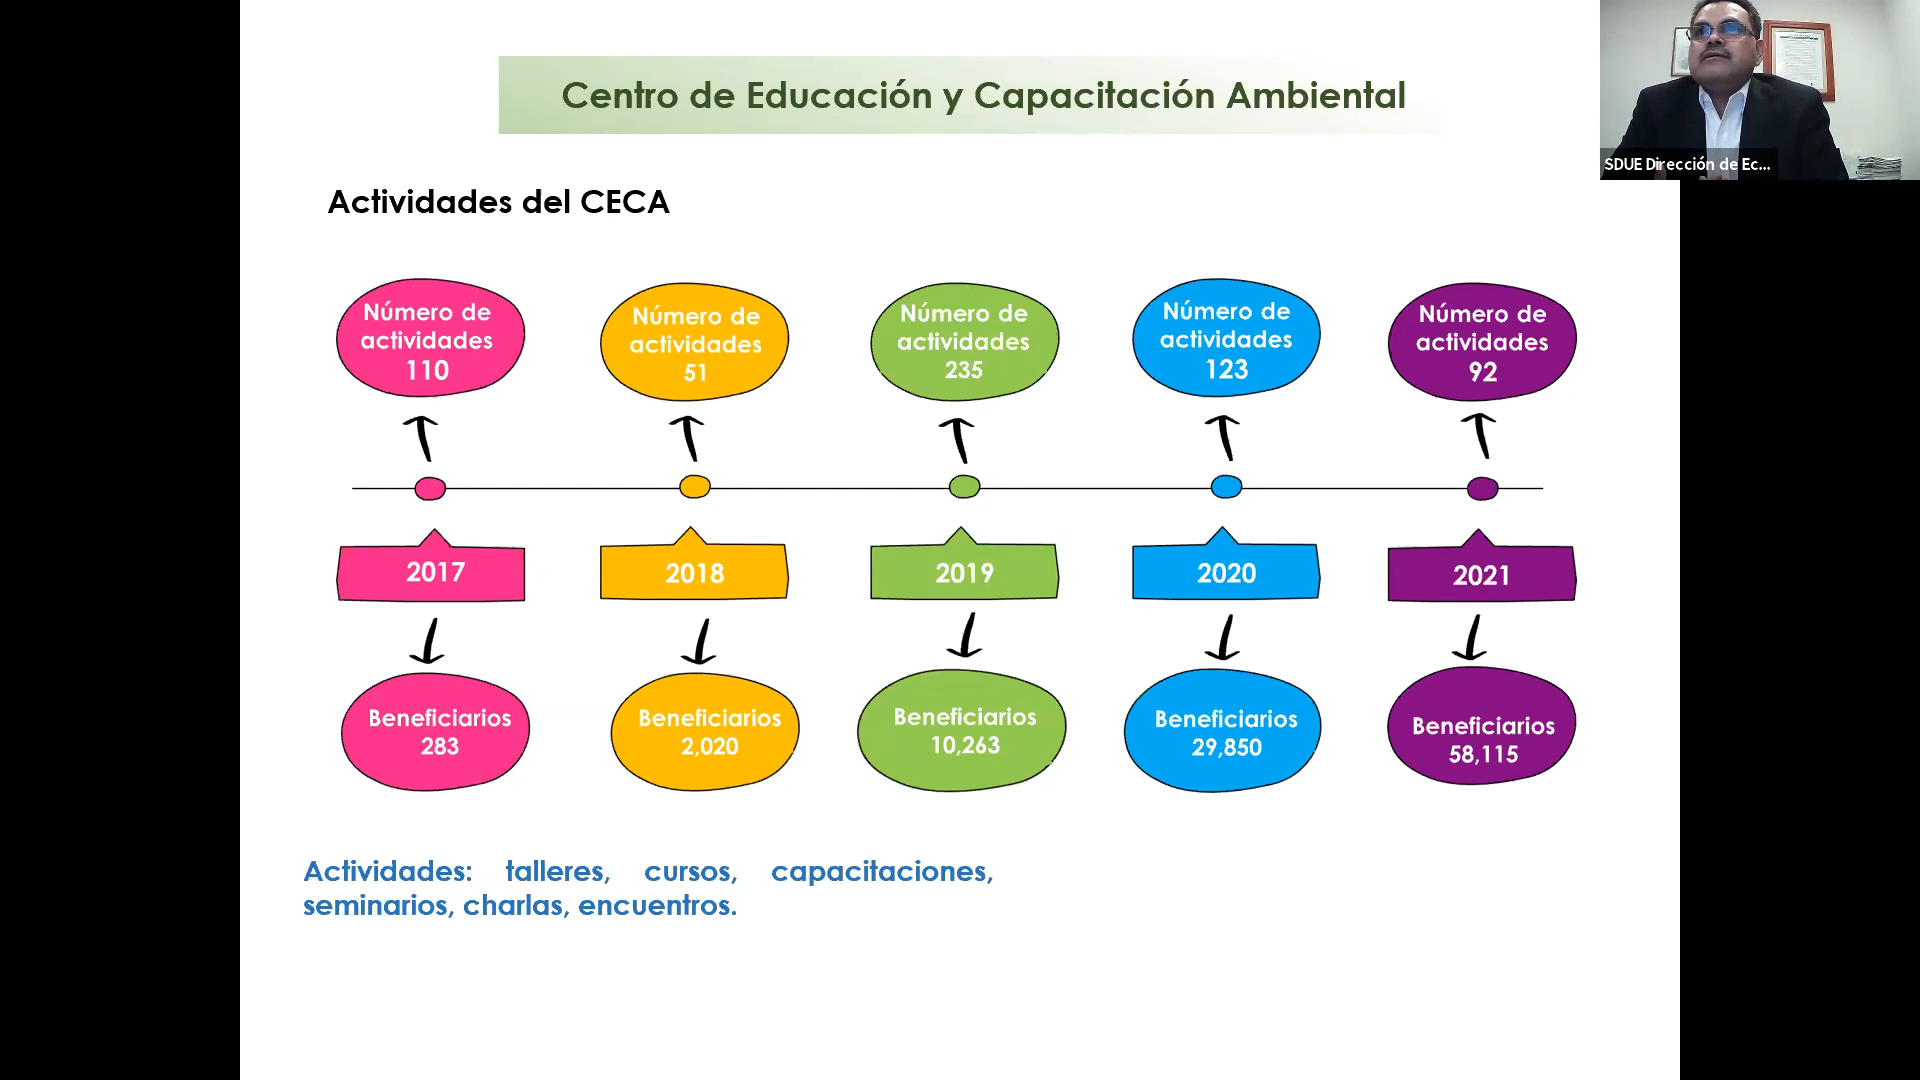 Centro de Educación y Capacitación Ambiental
SDUE Dirección de Ec...
Actividades del CECA
Número de
actividades
110
Número de
actividades
51
Número de
actividades
235
Número de
actividades
123
Número de
actividades
92
2017
2018
2019
2020
2021
Beneficiarios
283
Beneficiarios
2,020
Beneficiarios
10,263
Beneficiarios
29,850
Beneficiarios
58,115
Actividades: talleres, cursos, capacitaciones,
seminarios, charlas, encuentros.